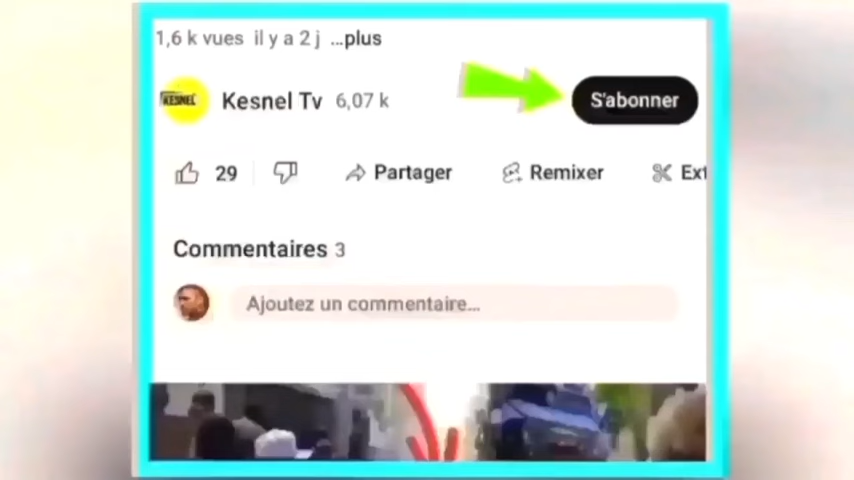 1,6 k vues il y a 2 j ...plus
KESNEL
Kesnel Tv 6,07 k
S'abonner
29
Partager
Remixer
Ext
Commentaires 3
Ajoutez un commentaire...